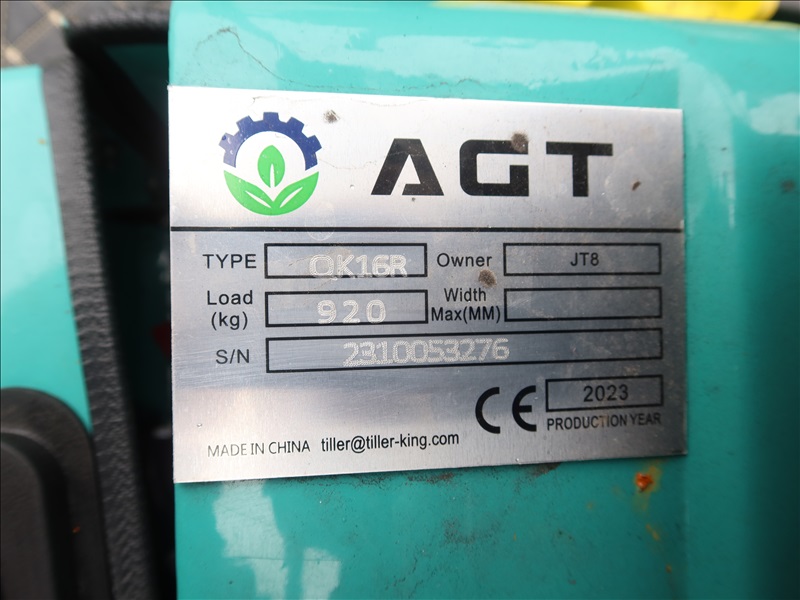 AGT
TYPE QK16R Owner JT8
Load (kg) 920 Width Max(MM)
S/N 2310053276
CE 2023
PRODUCTION YEAR
MADE IN CHINA tiller@tiller-king.com